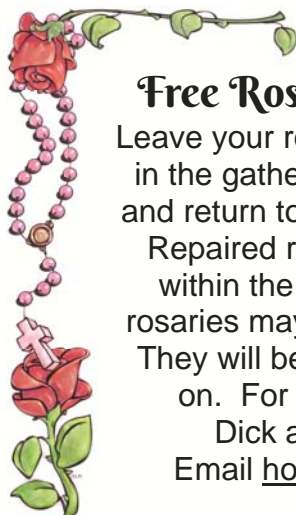 Free Ros
Leave your re
in the gathe
and return to
Repaired r
within the
rosaries may
They will be
on. For
Dick a
Email ho